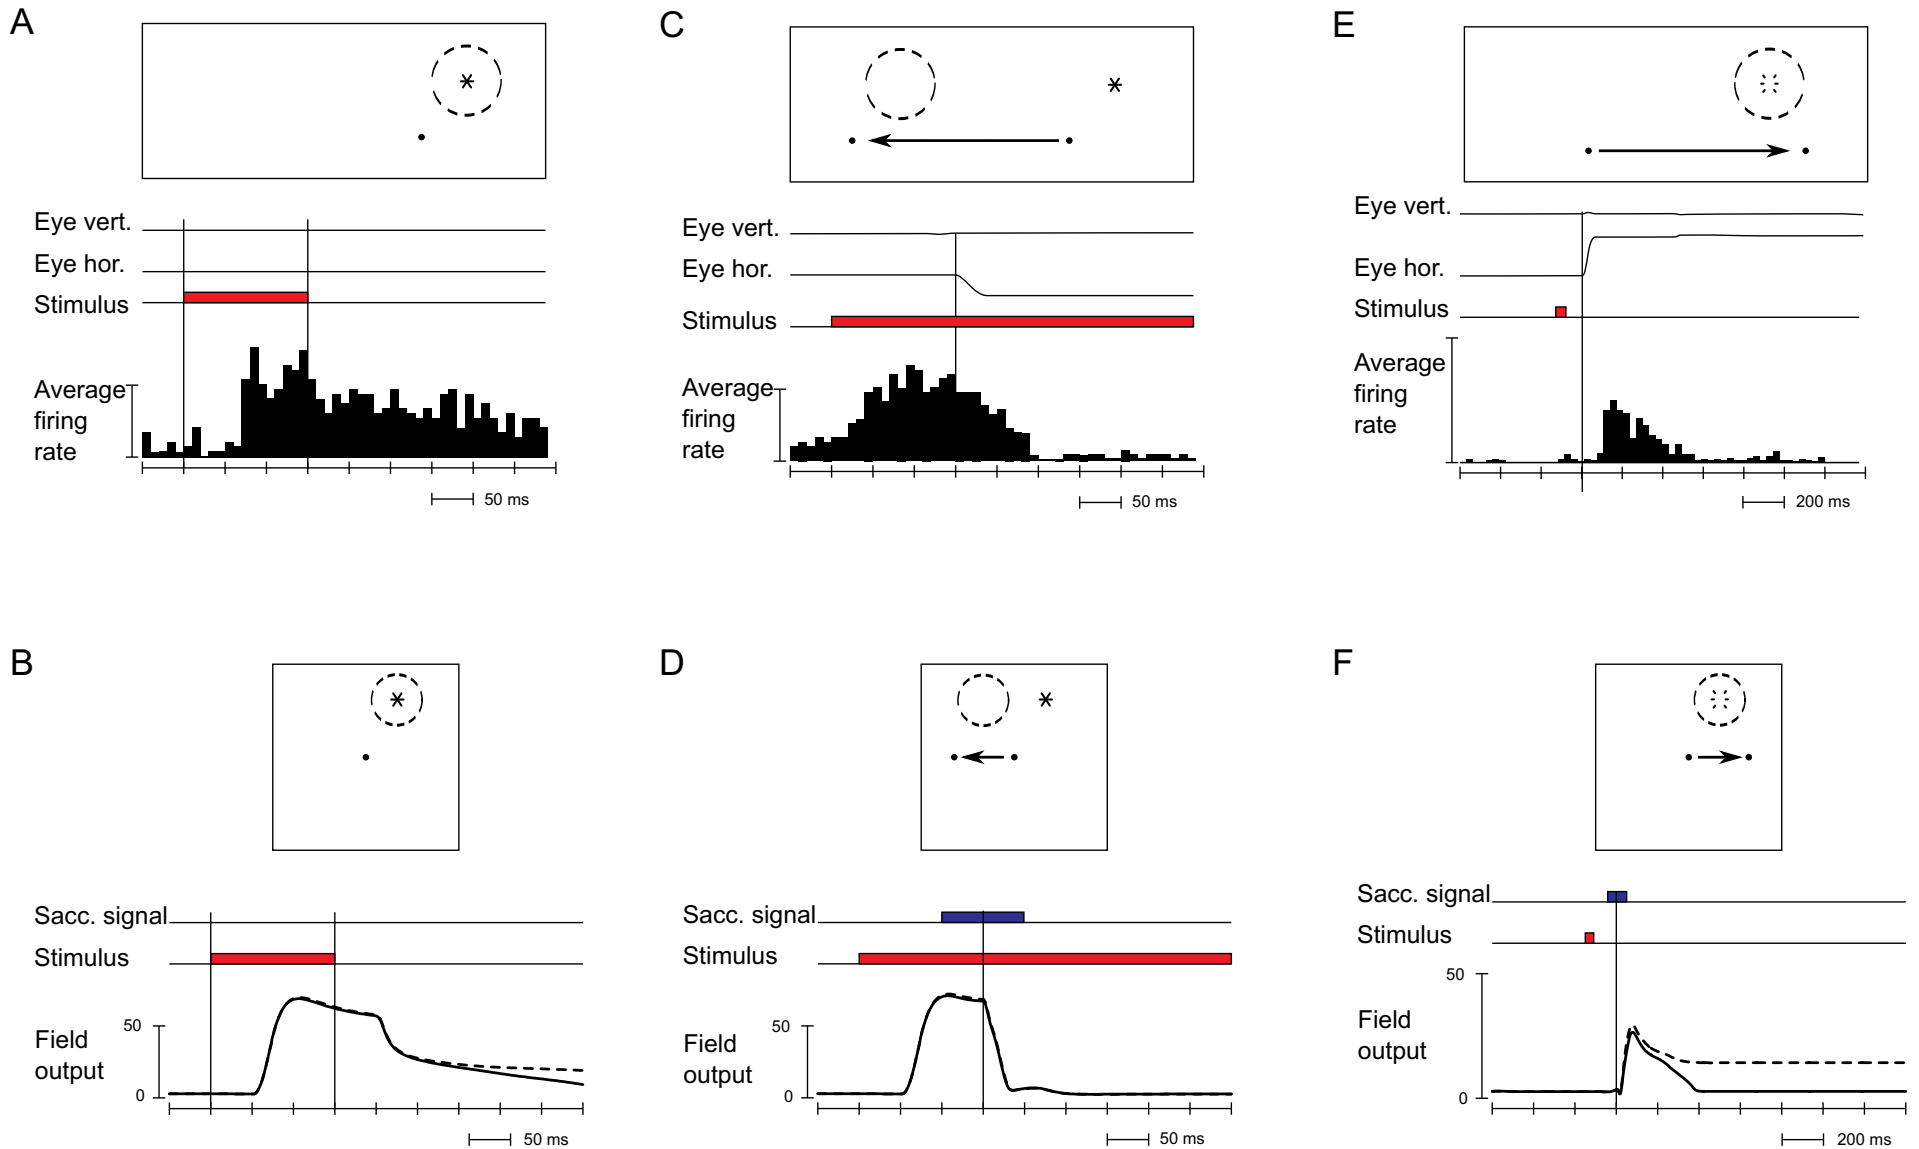 A
Eye vert.
Eye hor.
Stimulus
Average
firing
rate
50 ms
C
Eye vert.
Eye hor.
Stimulus
Average
firing
rate
50 ms
E
Eye vert.
Eye hor.
Stimulus
Average
firing
rate
200 ms
B
Sacc. signal
Stimulus
50
Field
output
0
50 ms
D
Sacc. signal
Stimulus
50
Field
output
0
50 ms
F
Sacc. signal
Stimulus
50
Field
output
0
200 ms